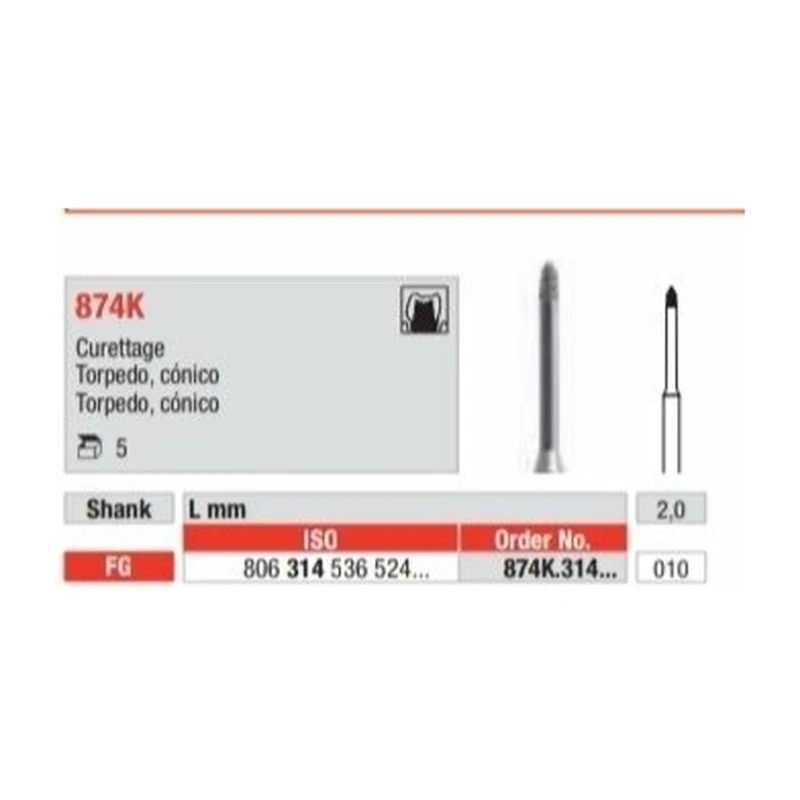 874K
Curettage
Torpedo, cónico
Torpedo, cónico
5
Shank L mm 2,0
ISO Order No.
FG 806 314 536 524... 874K.314... 010